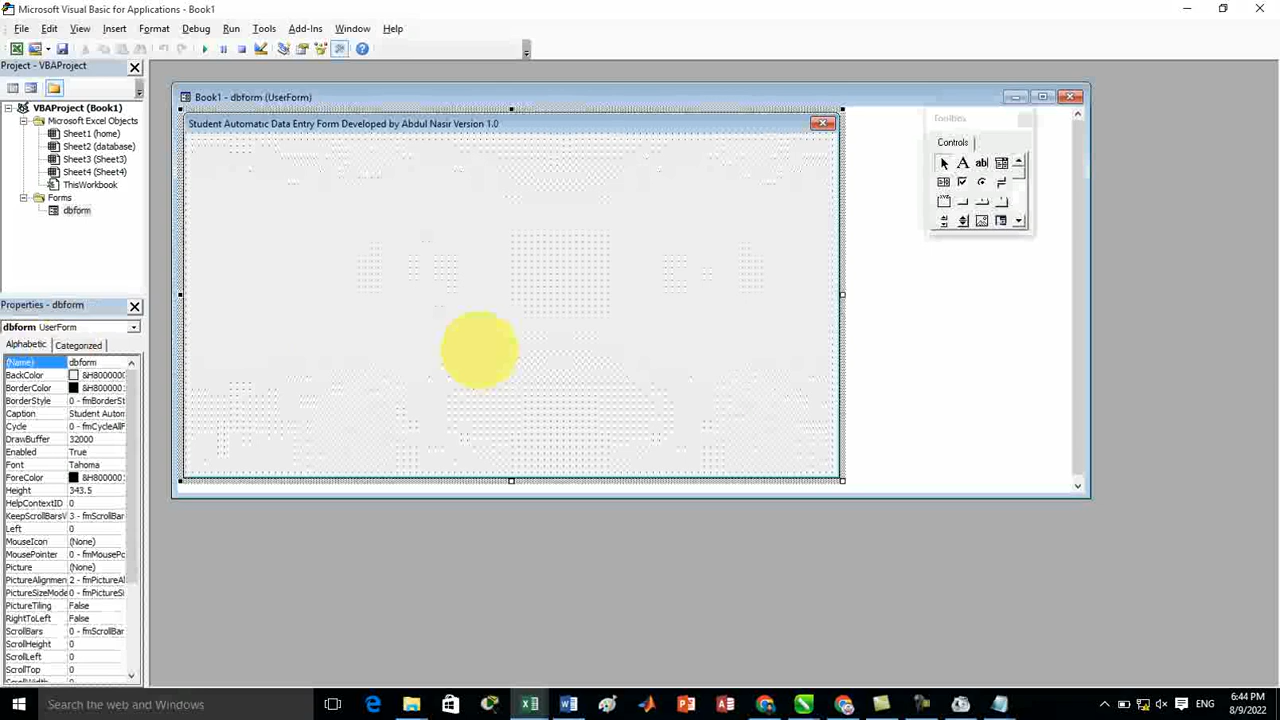 Microsoft Visual Basic for Applications - Book1
File Edit View Insert Format Debug Run Tools Add-Ins Window Help
Project - VBAProject
VBAProject (Book1)
Microsoft Excel Objects
Sheet1 (home)
Sheet2 (database)
Sheet3 (Sheet3)
Sheet4 (Sheet4)
ThisWorkbook
Forms
dbform
Properties - dbform
dbform UserForm
Alphabetic Categorized
(Name) dbform
BackColor &H800000
BorderColor &H800000
BorderStyle 0 - fmBorderSt
Caption Student Autom
Cycle 0 - fmCycleAllF
DrawBuffer 32000
Enabled True
Font Tahoma
ForeColor &H800000
Height 343.5
HelpContextID 0
KeepScrollBarsV 3 - fmScrollBar
Left 0
MouseIcon (None)
MousePointer 0 - fmMousePo
Picture (None)
PictureAlignmen 2 - fmPictureAl
PictureSizeMode 0 - fmPictureSi
PictureTiling False
RightToLeft False
ScrollBars 0 - fmScrollBar
ScrollHeight 0
ScrollLeft 0
ScrollTop 0
ScrollWidth 0
Book1 - dbform (UserForm)
Student Automatic Data Entry Form Developed by Abdul Nasir Version 1.0
Toolbox
Controls
A abl
Search the web and Windows
ENG
6:44 PM
8/9/2022